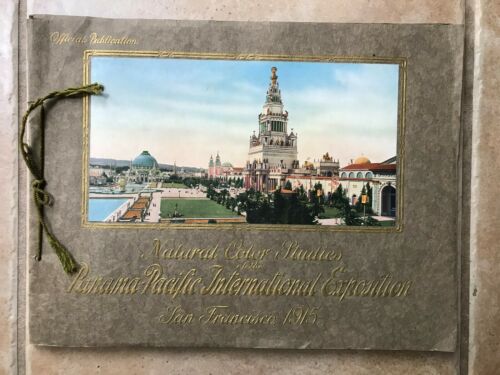 Official Publication.
Natural Color Studies
of the
Panama-Pacific International Exposition
San Francisco 1915